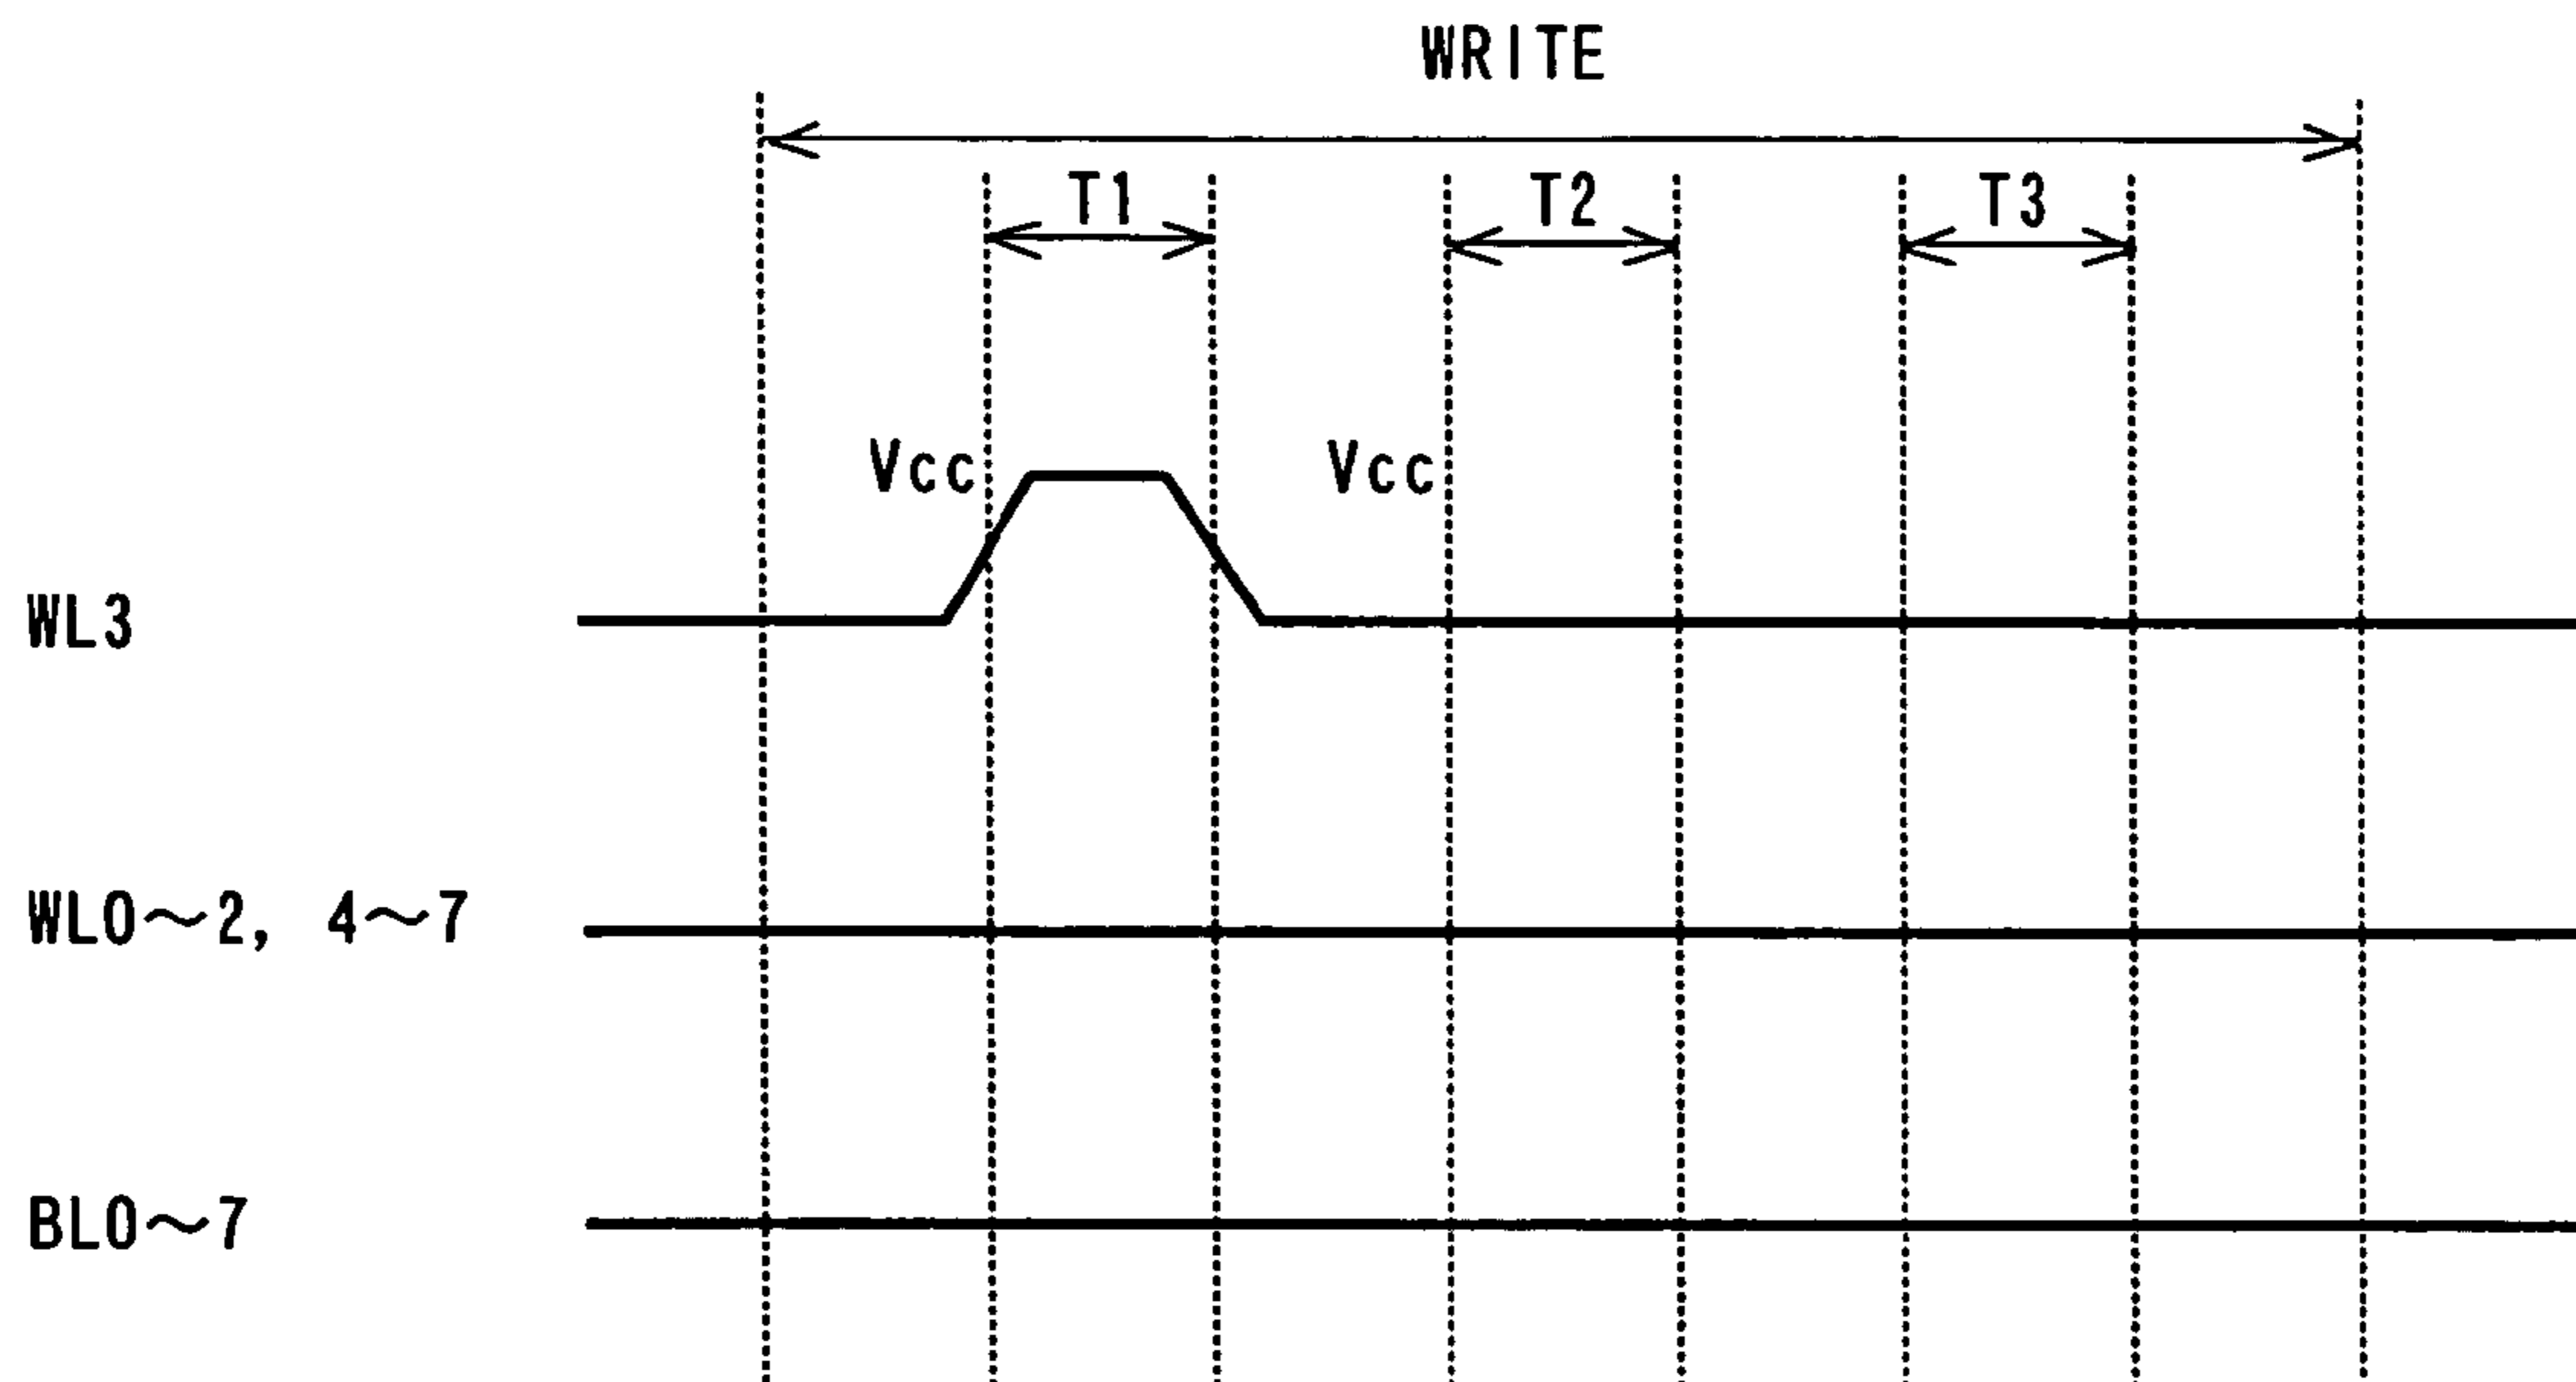 WRITE
T1 T2 T3
Vcc Vcc
WL3
WL0～2, 4～7
BL0～7